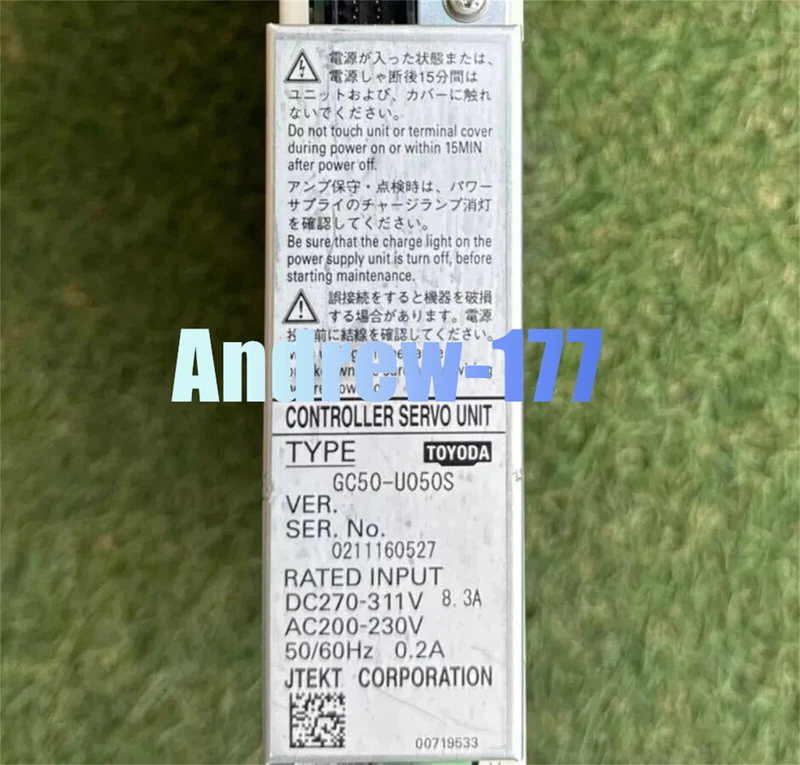 電源が入った状態または、
電源しゃ断後15分間は
ユニットおよび、カバーに触れ
ないでください。
Do not touch unit or terminal cover
during power on or within 15MIN
after power off.
アンプ保守・点検時は、パワー
サプライのチャージランプ消灯
を確認してください。
Be sure that the charge light on the
power supply unit is turn off, before
starting maintenance.
誤接続をすると機器を破損
する場合があります。電源
投 前に結線を確認してください。
Andrew-177
CONTROLLER SERVO UNIT
TYPE TOYODA
GC50-U050S
VER.
SER. No.
0211160527
RATED INPUT
DC270-311V 8.3A
AC200-230V
50/60Hz 0.2A
JTEKT CORPORATION
00719533